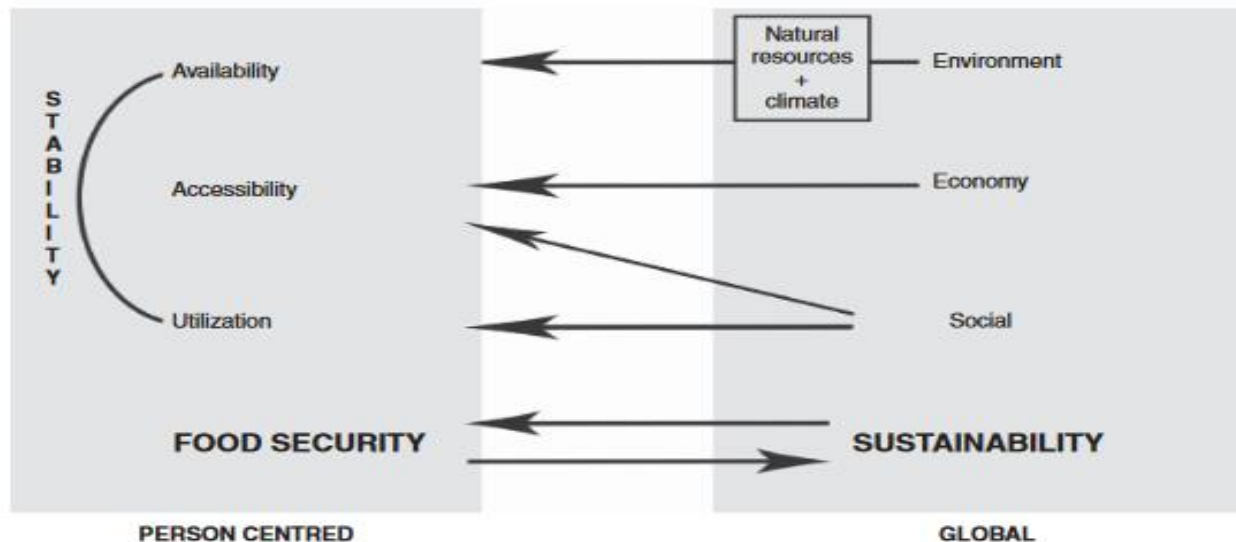 Natural
resources
+
climate
Environment
Availability
STABILITY
Accessibility
Economy
Utilization
Social
FOOD SECURITY
SUSTAINABILITY
PERSON CENTRED
GLOBAL